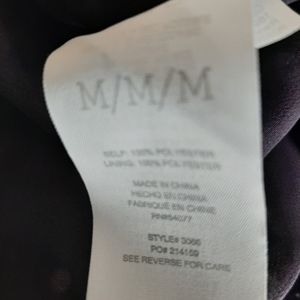 M/M/M
SELF: 100% POLYESTER
LINING: 100% POLYESTER
MADE IN CHINA
HECHO EN CHINA
FABRIQUÉ EN CHINE
RN#54077
STYLE# 3066
PO# 214159
SEE REVERSE FOR CARE